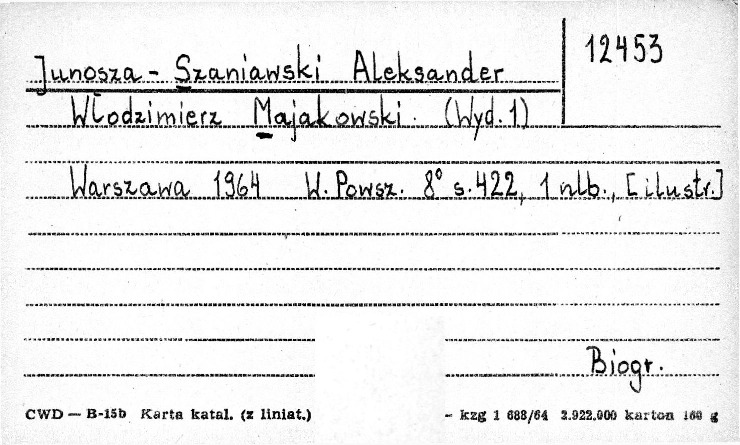 12453
Junosza - Szaniawski Aleksander
Włodzimierz Majakowski. (Wyd. 1)
Warszawa 1964 W. Powsz. 8° s. 422, 1 nlb., [ilustr.]
Biogr.
CWD — B-15b Karta katal. (z liniat.) - kzg 1 688/64 2.922.000 karton 160 g